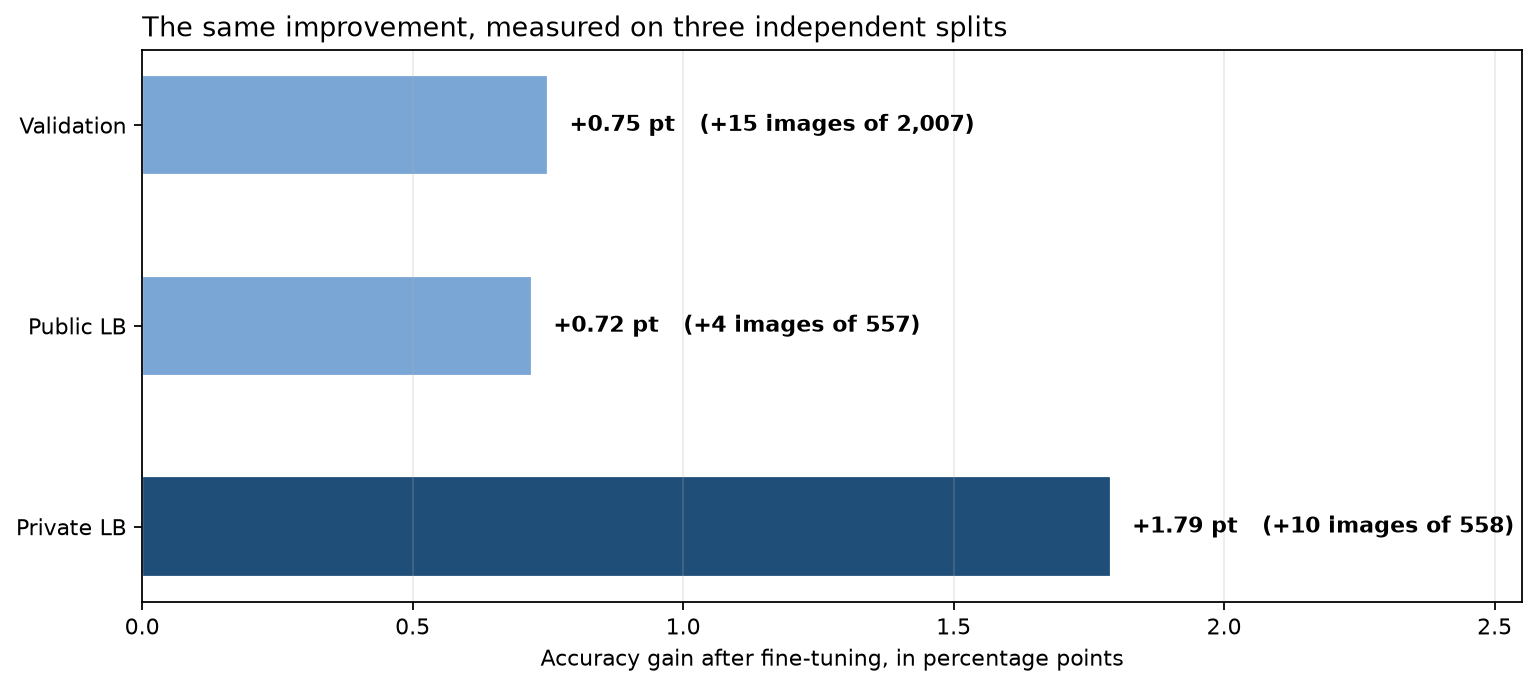 The same improvement, measured on three independent splits
Validation
+0.75 pt (+15 images of 2,007)
Public LB
+0.72 pt (+4 images of 557)
Private LB
+1.79 pt (+10 images of 558)
0.0 0.5 1.0 1.5 2.0 2.5
Accuracy gain after fine-tuning, in percentage points